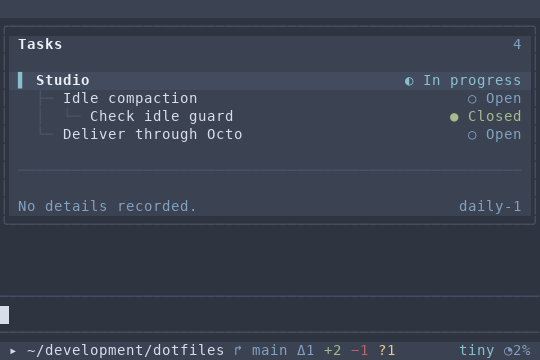 Tasks 4
Studio ◐ In progress
Idle compaction ○ Open
Check idle guard ● Closed
Deliver through Octo ○ Open
No details recorded. daily-1
▸ ~/development/dotfiles ↱ main Δ1 +2 −1 ?1 tiny ◔2%